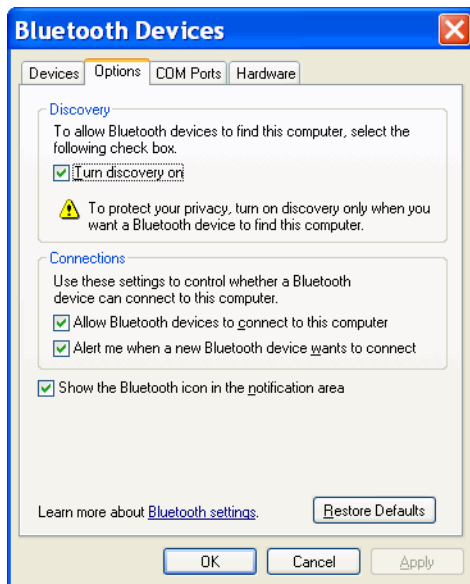 Bluetooth Devices
Devices Options COM Ports Hardware
Discovery
To allow Bluetooth devices to find this computer, select the
following check box.
Turn discovery on
To protect your privacy, turn on discovery only when you
want a Bluetooth device to find this computer.
Connections
Use these settings to control whether a Bluetooth
device can connect to this computer.
Allow Bluetooth devices to connect to this computer
Alert me when a new Bluetooth device wants to connect
Show the Bluetooth icon in the notification area
Learn more about Bluetooth settings. Restore Defaults
OK Cancel Apply